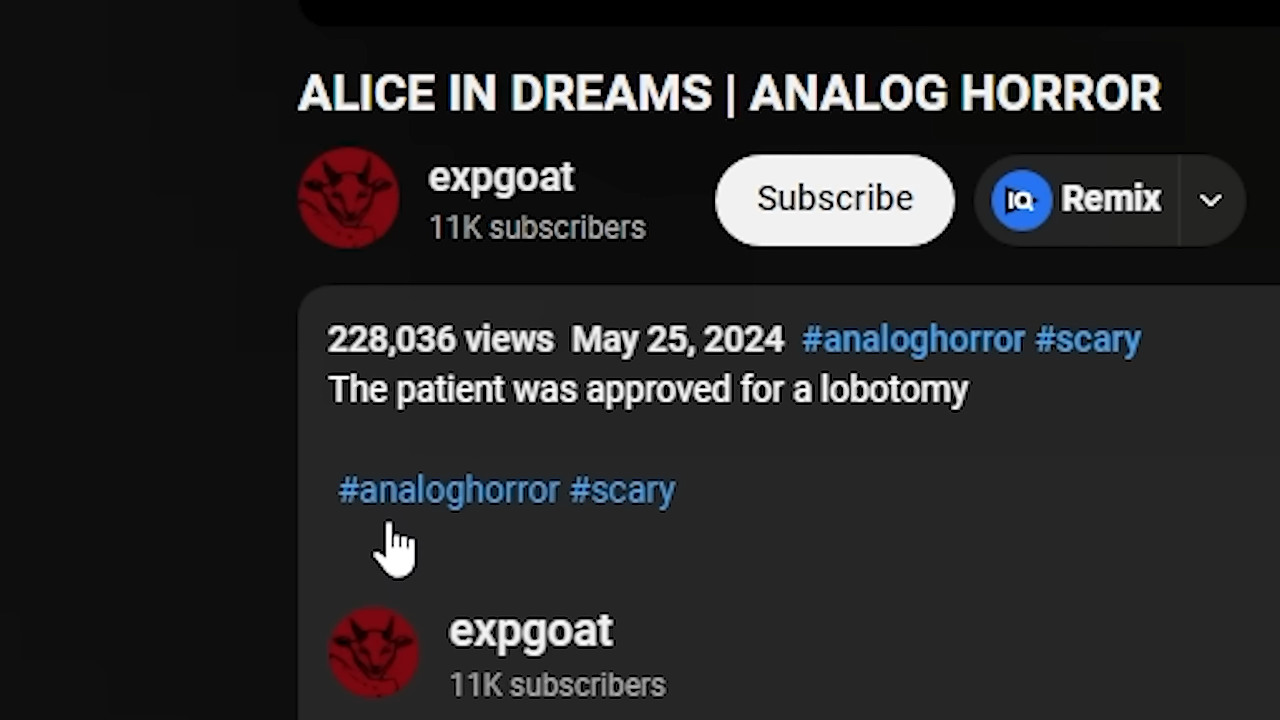 ALICE IN DREAMS | ANALOG HORROR
expgoat
11K subscribers
Subscribe
IQ Remix
228,036 views May 25, 2024 #analoghorror #scary
The patient was approved for a lobotomy
#analoghorror #scary
expgoat
11K subscribers